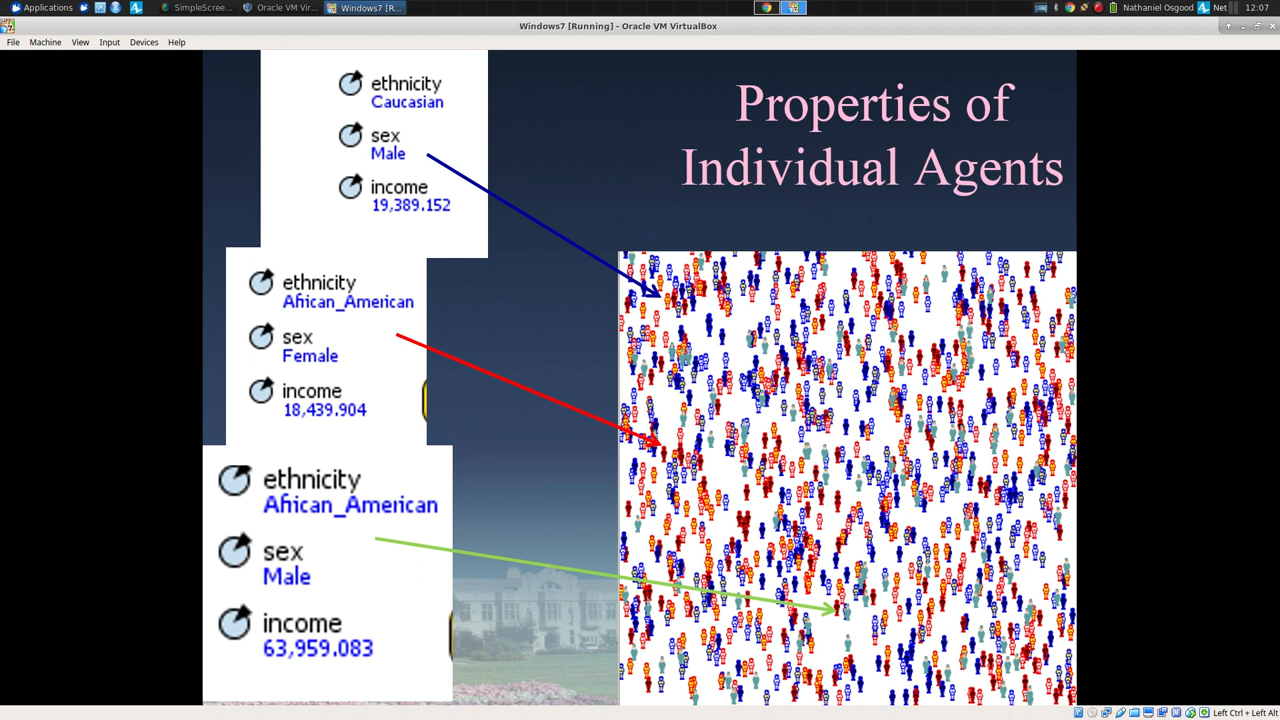 Applications
SimpleScree...
Oracle VM Vir...
Windows7 [R...
Nathaniel Osgood
Net
12:07
Windows7 [Running] - Oracle VM VirtualBox
File Machine View Input Devices Help
Properties of
Individual Agents
ethnicity
Caucasian
sex
Male
income
19,389.152
ethnicity
African_American
sex
Female
income
18,439.904
ethnicity
African_American
sex
Male
income
63,959.083
Left Ctrl + Left Alt